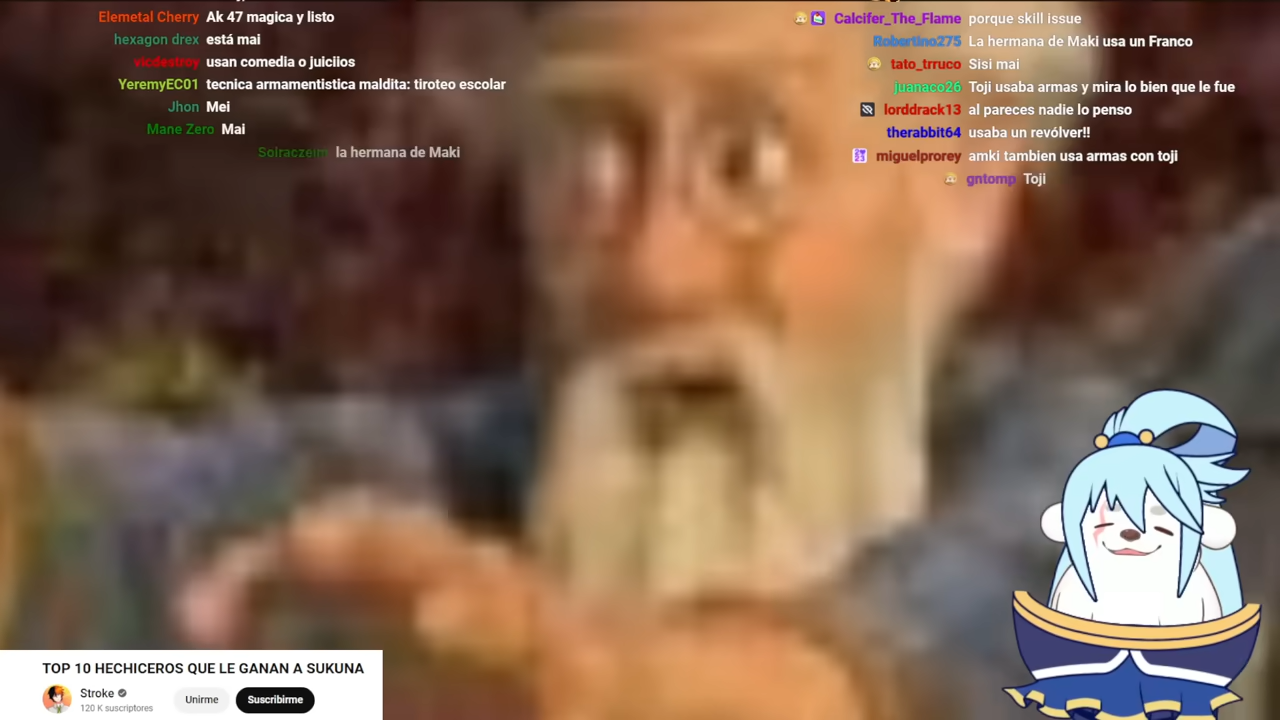 Elemetal Cherry Ak 47 magica y listo
hexagon drex está mai
vicdestroy usan comedia o juiciios
YeremyEC01 tecnica armamentistica maldita: tiroteo escolar
Jhon Mei
Mane Zero Mai
Solraczeim la hermana de Maki
Calcifer_The_Flame porque skill issue
Robertino275 La hermana de Maki usa un Franco
tato_trruco Sisi mai
juanaco26 Toji usaba armas y mira lo bien que le fue
lorddrack13 al pareces nadie lo penso
therabbit64 usaba un revólver!!
miguelprorey amki tambien usa armas con toji
gntomp Toji
TOP 10 HECHICEROS QUE LE GANAN A SUKUNA
Stroke
120 K suscriptores
Unirme
Suscribirme